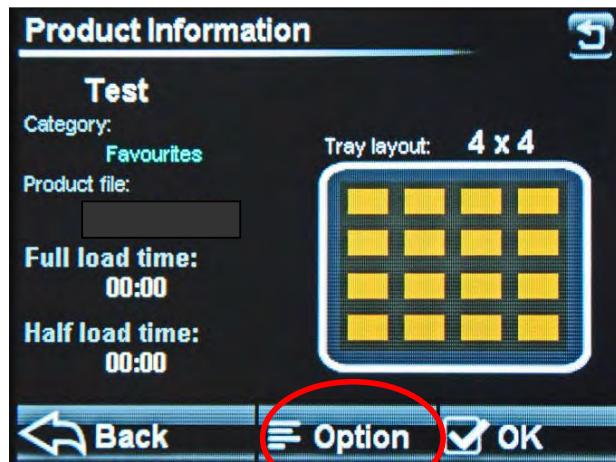 Product Information
Test
Category:
Favourites
Tray layout: 4 x 4
Product file:
Full load time:
00:00
Half load time:
00:00
Back
Option
OK